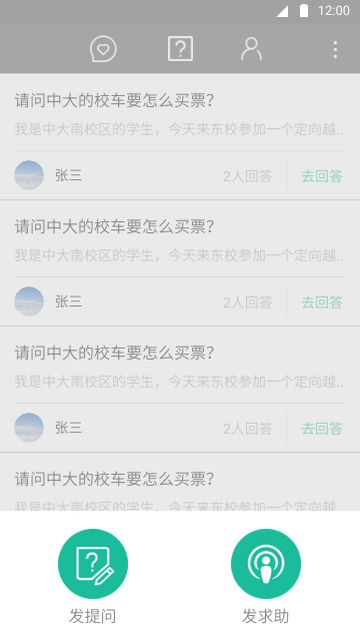 12:00
请问中大的校车要怎么买票?
我是中大南校区的学生，今天来东校参加一个定向越..
张三
2人回答
去回答
请问中大的校车要怎么买票?
我是中大南校区的学生，今天来东校参加一个定向越..
张三
2人回答
去回答
请问中大的校车要怎么买票?
我是中大南校区的学生，今天来东校参加一个定向越..
张三
2人回答
去回答
请问中大的校车要怎么买票?
我是中大南校区的学生，今天来东校参加一个定向越..
发提问
发求助